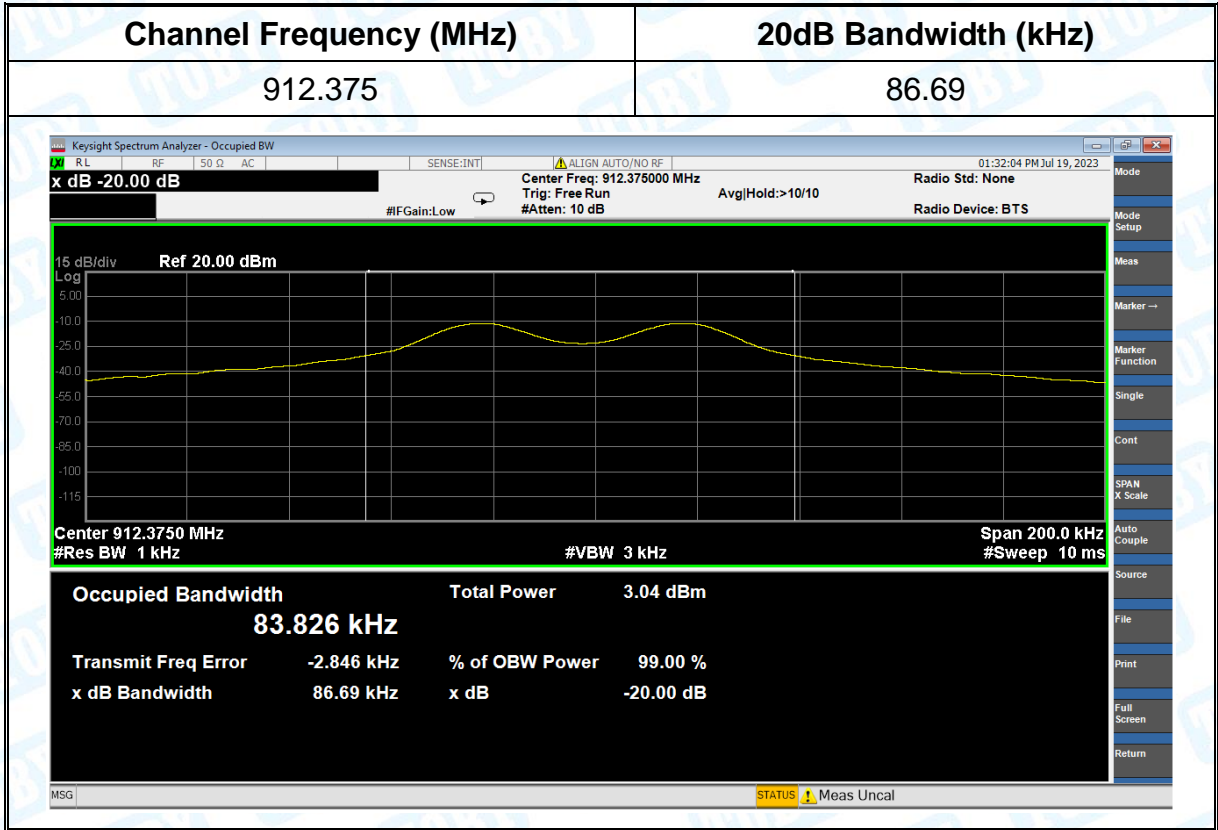 Channel Frequency (MHz) 20dB Bandwidth (kHz)
912.375 86.69
Keysight Spectrum Analyzer - Occupied BW
LXI RL RF 50 Ω AC SENSE:INT ALIGN AUTO/NO RF 01:32:04 PM Jul 19, 2023
x dB -20.00 dB
Center Freq: 912.375000 MHz Radio Std: None
Trig: Free Run Avg|Hold:>10/10
#IFGain:Low #Atten: 10 dB Radio Device: BTS
15 dB/div Ref 20.00 dBm
Log
5.00
-10.0
-25.0
-40.0
-55.0
-70.0
-85.0
-100
-115
Center 912.3750 MHz Span 200.0 kHz
#Res BW 1 kHz #VBW 3 kHz #Sweep 10 ms
Occupied Bandwidth Total Power 3.04 dBm
83.826 kHz
Transmit Freq Error -2.846 kHz % of OBW Power 99.00 %
x dB Bandwidth 86.69 kHz x dB -20.00 dB
Mode
Mode
Setup
Meas
Marker →
Marker
Function
Single
Cont
SPAN
X Scale
Auto
Couple
Source
File
Print
Full
Screen
Return
MSG STATUS Meas Uncal
TOBY